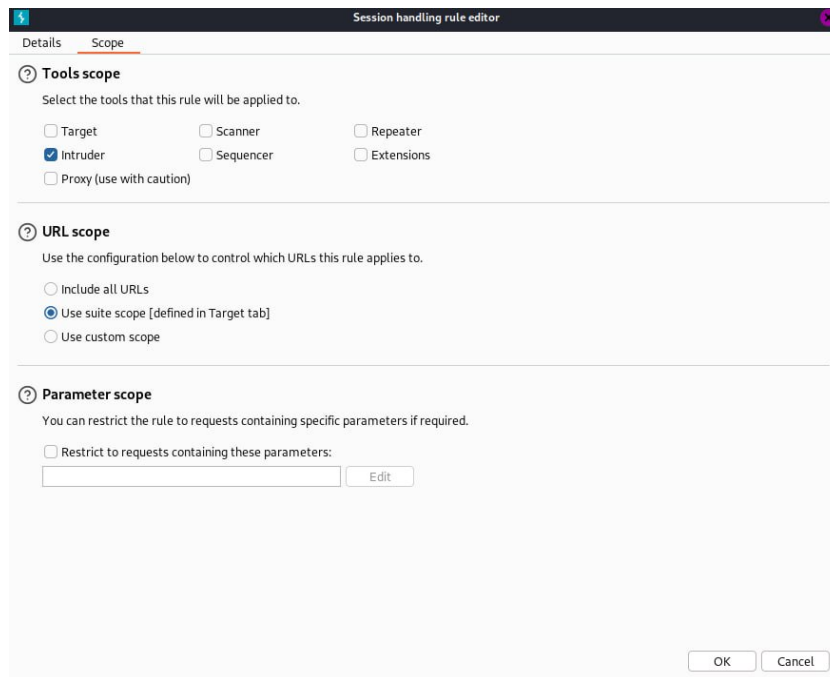 Session handling rule editor
Details Scope
Tools scope
Select the tools that this rule will be applied to.
Target Scanner Repeater
Intruder Sequencer Extensions
Proxy (use with caution)
URL scope
Use the configuration below to control which URLs this rule applies to.
Include all URLs
Use suite scope [defined in Target tab]
Use custom scope
Parameter scope
You can restrict the rule to requests containing specific parameters if required.
Restrict to requests containing these parameters:
Edit
OK Cancel